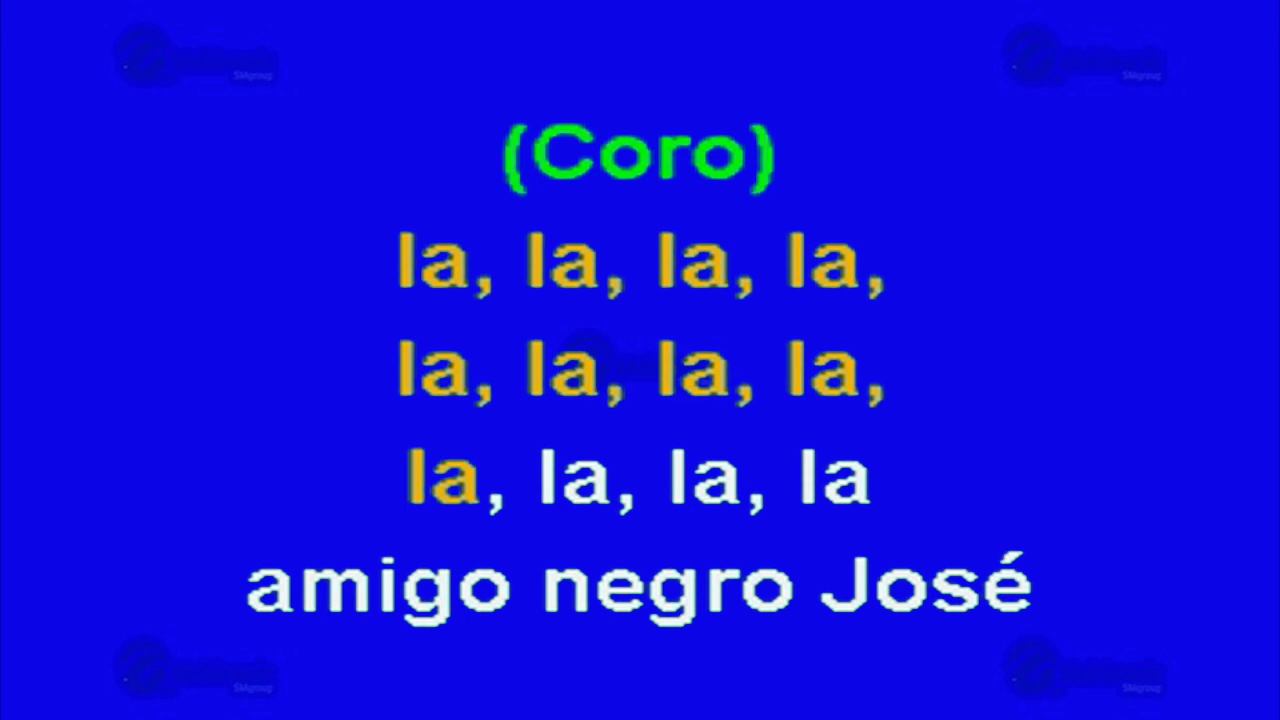 (Coro)
la, la, la, la,
la, la, la, la,
la, la, la, la
amigo negro José